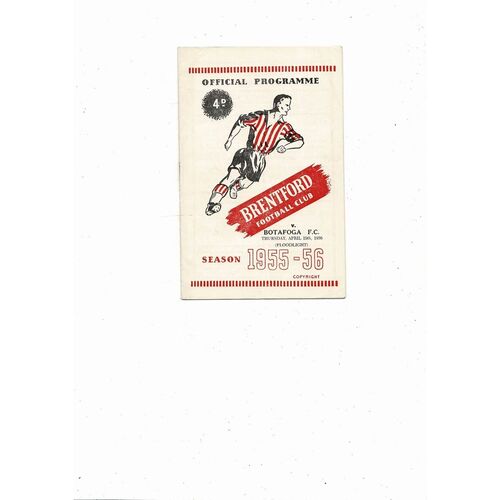 OFFICIAL PROGRAMME
4D
BRENTFORD
FOOTBALL CLUB
v.
BOTAFOGA F.C.
THURSDAY, APRIL 19th, 1956
(FLOODLIGHT)
SEASON 1955-56
COPYRIGHT